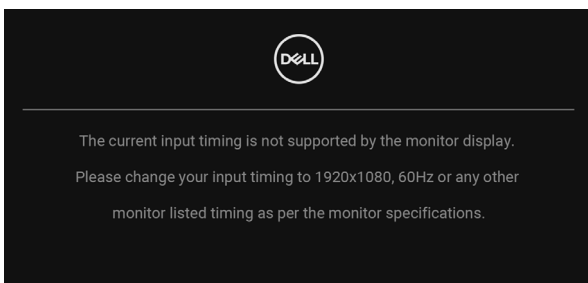 DELL
The current input timing is not supported by the monitor display.
Please change your input timing to 1920x1080, 60Hz or any other
monitor listed timing as per the monitor specifications.